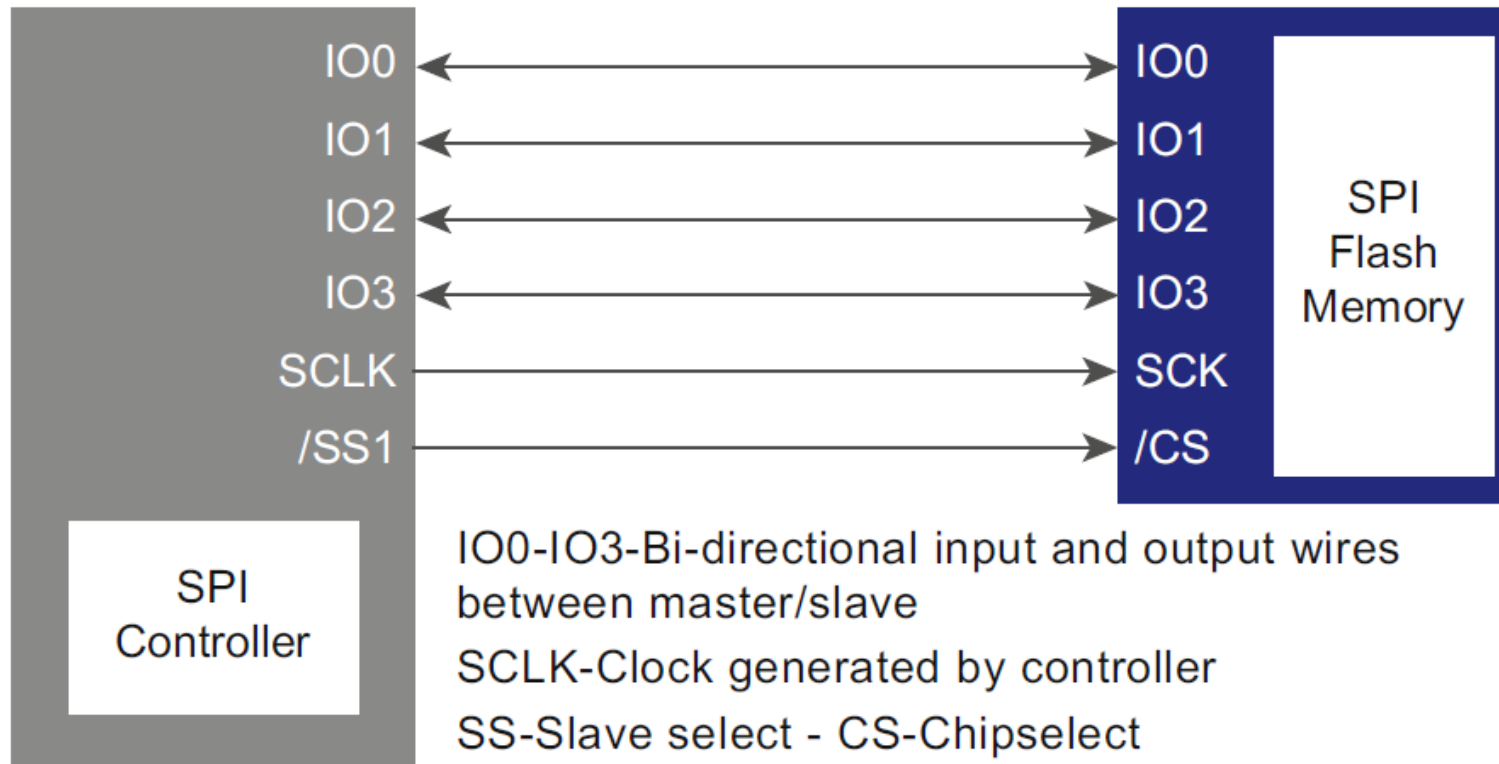 IO0
IO1
IO2
IO3
SCLK
/SS1
SPI
Controller
IO0
IO1
IO2
IO3
SCK
/CS
SPI
Flash
Memory
IO0-IO3-Bi-directional input and output wires
between master/slave
SCLK-Clock generated by controller
SS-Slave select - CS-Chipselect